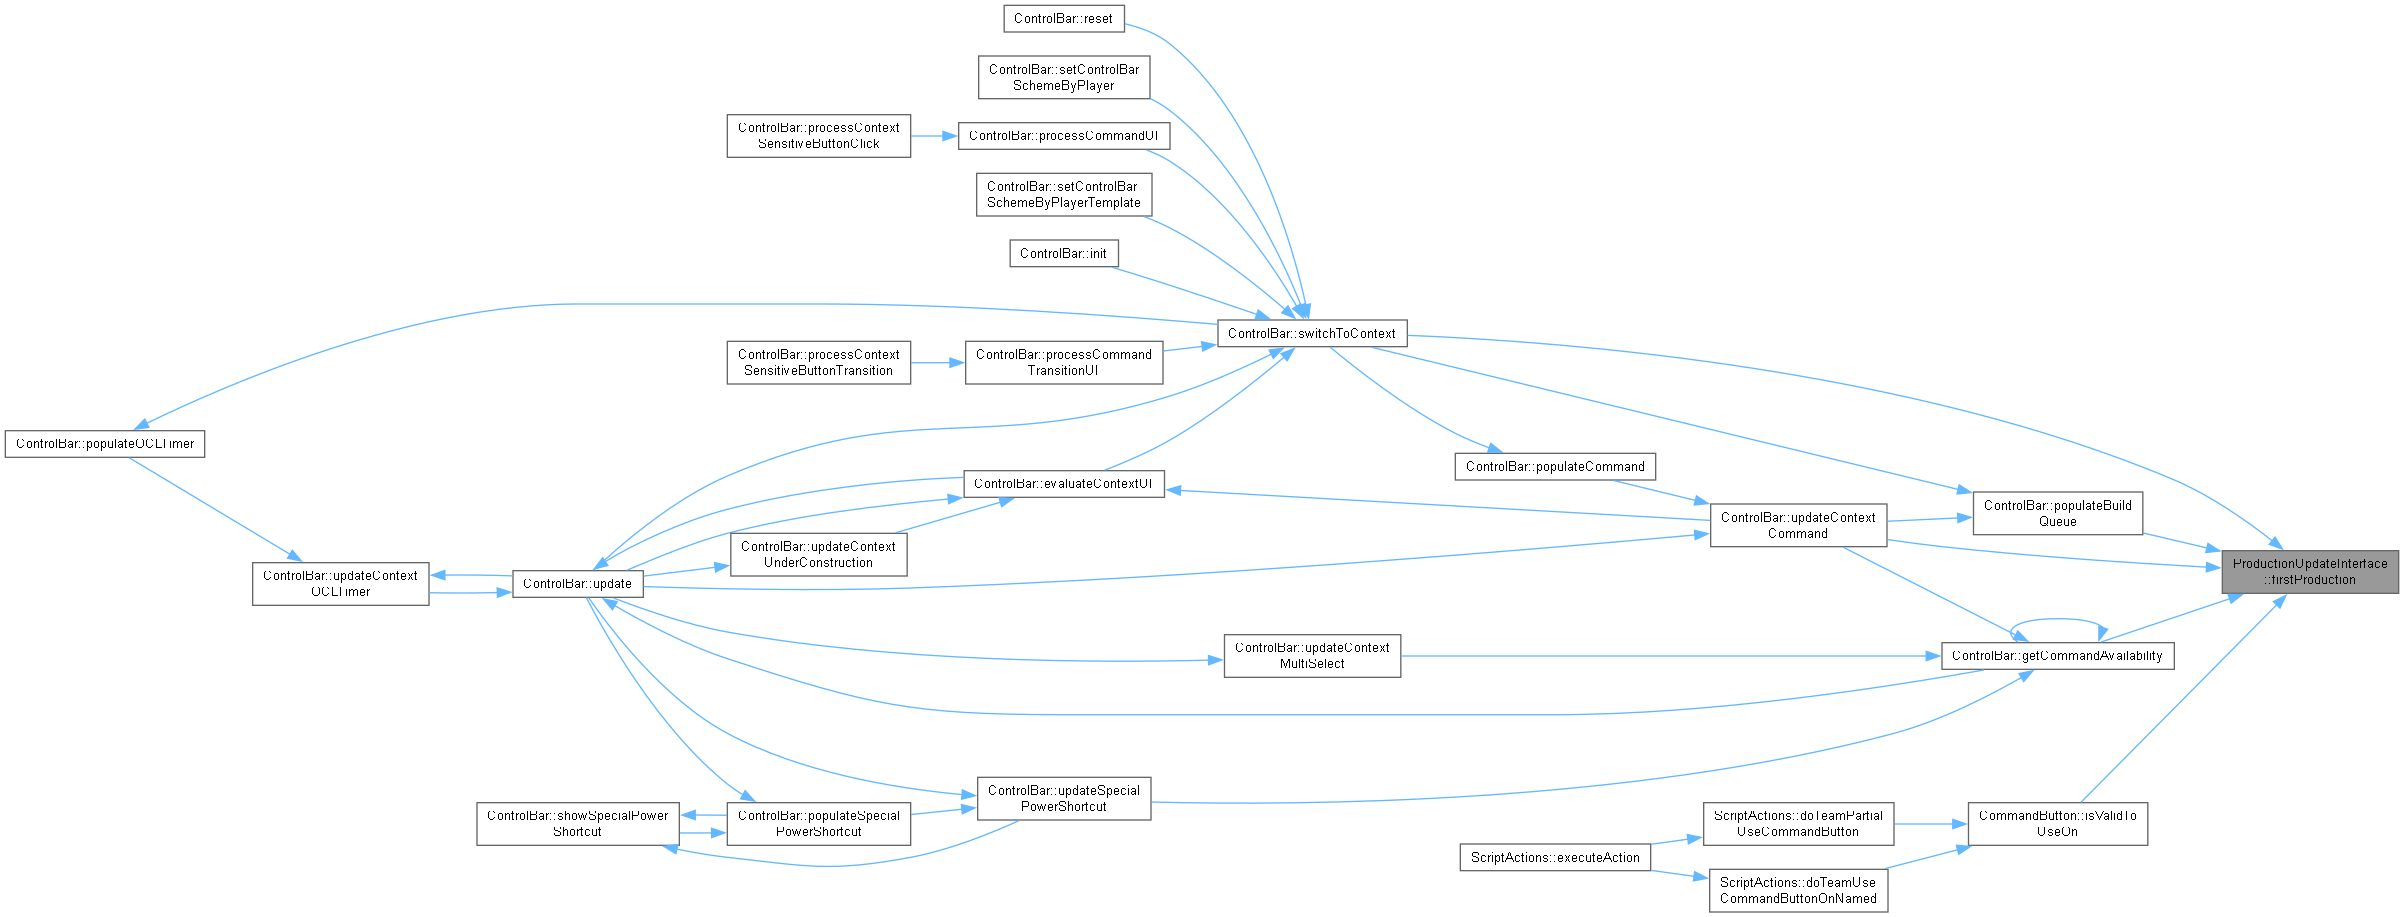 ControlBar::reset
ControlBar::setControlBar
SchemeByPlayer
ControlBar::processContext
SensitiveButtonClick
ControlBar::processCommandUI
ControlBar::setControlBar
SchemeByPlayerTemplate
ControlBar::init
ControlBar::switchToContext
ControlBar::processContext
SensitiveButtonTransition
ControlBar::processCommand
TransitionUI
ControlBar::populateOCLTimer
ControlBar::populateCommand
ControlBar::evaluateContextUI
ControlBar::populateBuild
Queue
ControlBar::updateContext
Command
ControlBar::updateContext
UnderConstruction
ProductionUpdateInterface
::firstProduction
ControlBar::updateContext
OCLTimer
ControlBar::update
ControlBar::updateContext
MultiSelect
ControlBar::getCommandAvailability
ControlBar::updateSpecial
PowerShortcut
ControlBar::showSpecialPower
Shortcut
ControlBar::populateSpecial
PowerShortcut
ScriptActions::doTeamPartial
UseCommandButton
CommandButton::isValidTo
UseOn
ScriptActions::executeAction
ScriptActions::doTeamUse
CommandButtonOnNamed